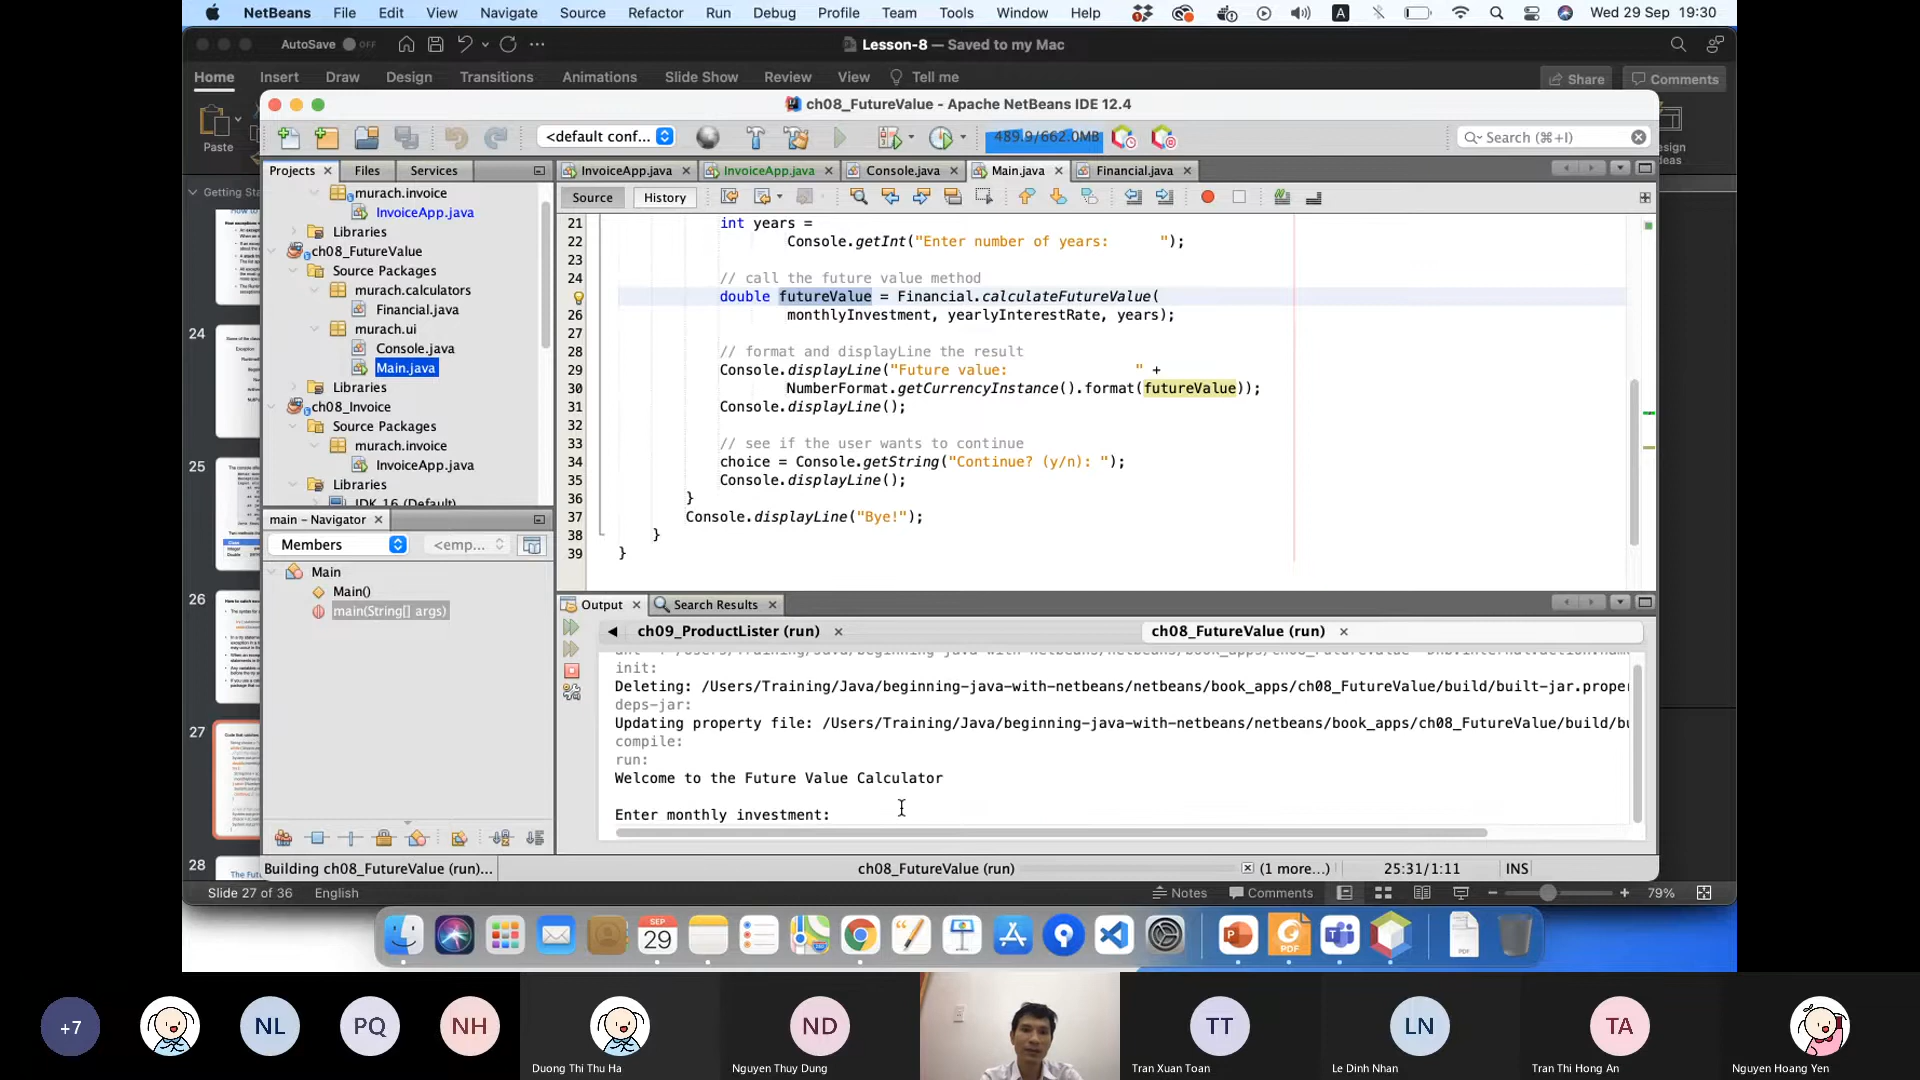 NetBeans File Edit View Navigate Source Refactor Run Debug Profile Team Tools Window Help A Wed 29 Sep 19:30
AutoSave OFF Lesson-8 — Saved to my Mac
Home Insert Draw Design Transitions Animations Slide Show Review View Tell me Share Comments
Paste
ch08_FutureValue - Apache NetBeans IDE 12.4
<default conf... 489.9/662.0MB Search (⌘+I)
Projects Files Services
InvoiceApp.java InvoiceApp.java Console.java Main.java Financial.java
Source History
Getting Sta
24
25
26
27
28
murach.invoice
InvoiceApp.java
Libraries
ch08_FutureValue
Source Packages
murach.calculators
Financial.java
murach.ui
Console.java
Main.java
Libraries
ch08_Invoice
Source Packages
murach.invoice
InvoiceApp.java
Libraries
JDK 16 (Default)
main - Navigator
Members <emp...
Main
Main()
main(String[] args)
21 int years =
22 Console.getInt("Enter number of years:      ");
23
24 // call the future value method
double futureValue = Financial.calculateFutureValue(
26 monthlyInvestment, yearlyInterestRate, years);
27
28 // format and displayLine the result
29 Console.displayLine("Future value:               " +
30 NumberFormat.getCurrencyInstance().format(futureValue));
31 Console.displayLine();
32
33 // see if the user wants to continue
34 choice = Console.getString("Continue? (y/n): ");
35 Console.displayLine();
36 }
37 Console.displayLine("Bye!");
38 }
39 }
Output Search Results
ch09_ProductLister (run) ch08_FutureValue (run)
init:
Deleting: /Users/Training/Java/beginning-java-with-netbeans/netbeans/book_apps/ch08_FutureValue/build/built-jar.proper
deps-jar:
Updating property file: /Users/Training/Java/beginning-java-with-netbeans/netbeans/book_apps/ch08_FutureValue/build/bu
compile:
run:
Welcome to the Future Value Calculator
Enter monthly investment:
Building ch08_FutureValue (run)... ch08_FutureValue (run) (1 more...) 25:31/1:11 INS
Slide 27 of 36 English Notes Comments 79%
SEP
29
PDF
PDF
+7 NL PQ NH ND TT LN TA
Duong Thi Thu Ha Nguyen Thuy Dung Tran Xuan Toan Le Dinh Nhan Tran Thi Hong An Nguyen Hoang Yen